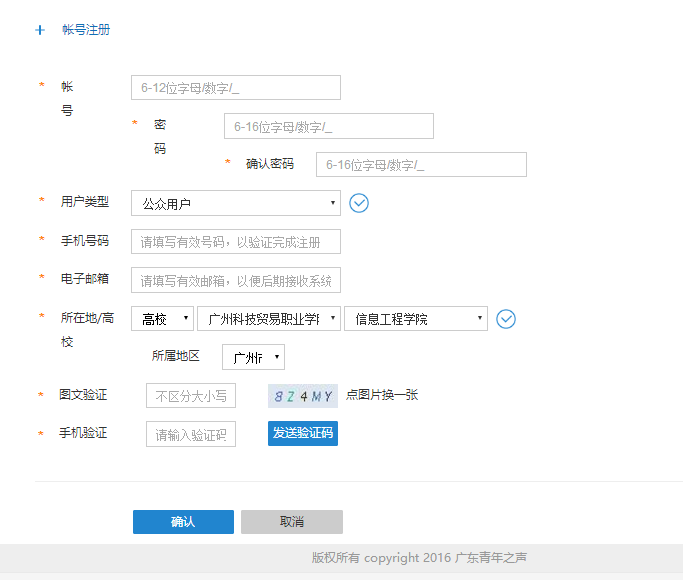 + 帐号注册
* 帐号 6-12位字母/数字/_
* 密码 6-16位字母/数字/_
* 确认密码 6-16位字母/数字/_
* 用户类型 公众用户
* 手机号码 请填写有效号码，以验证完成注册
* 电子邮箱 请填写有效邮箱，以便后期接收系统
* 所在地/高校 高校 广州科技贸易职业学 信息工程学院
所属地区 广州
* 图文验证 不区分大小写 8Z4MY 点图片换一张
* 手机验证 请输入验证码 发送验证码
确认 取消
版权所有 copyright 2016 广东青年之声